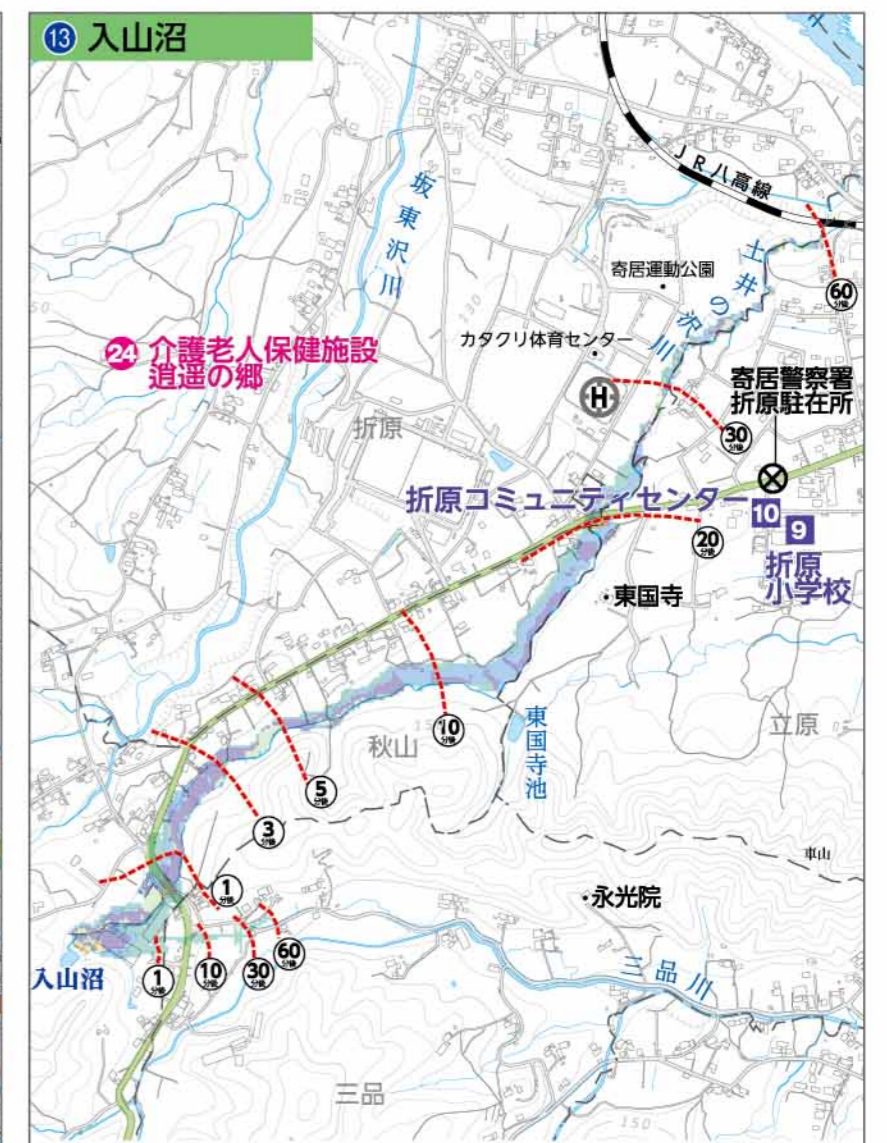 13 入山沼
JR八高線
坂東沢川
土井の沢川
寄居運動公園
60分後
カタクリ体育センター
24 介護老人保健施設
逍遥の郷
130
50
寄居警察署
折原駐在所
H
30分後
折原
折原コミュニティセンター
10
9
折原
小学校
20分後
東国寺
10分後
東国寺池
立原
秋山
5分後
3分後
車山
1分後
永光院
入山沼
1分後
10分後
30分後
60分後
三品川
三品
150